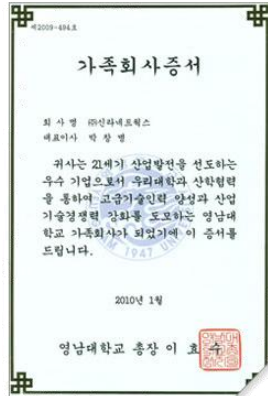 제2009-494호
가족회사증서
회 사 명 ㈜인라네트웍스
대표이사 박 창 병
귀사는 21세기 산업발전을 선도하는
우수 기업으로서 우리대학과 산학협력
을 통하여 고급기술인력 양성과 산업
기술경쟁력 강화를 도모하는 영남대
학교 가족회사가 되었기에 이 증서를
드립니다.
2010년 1월
영남대학교 총장 이 효 수
1947